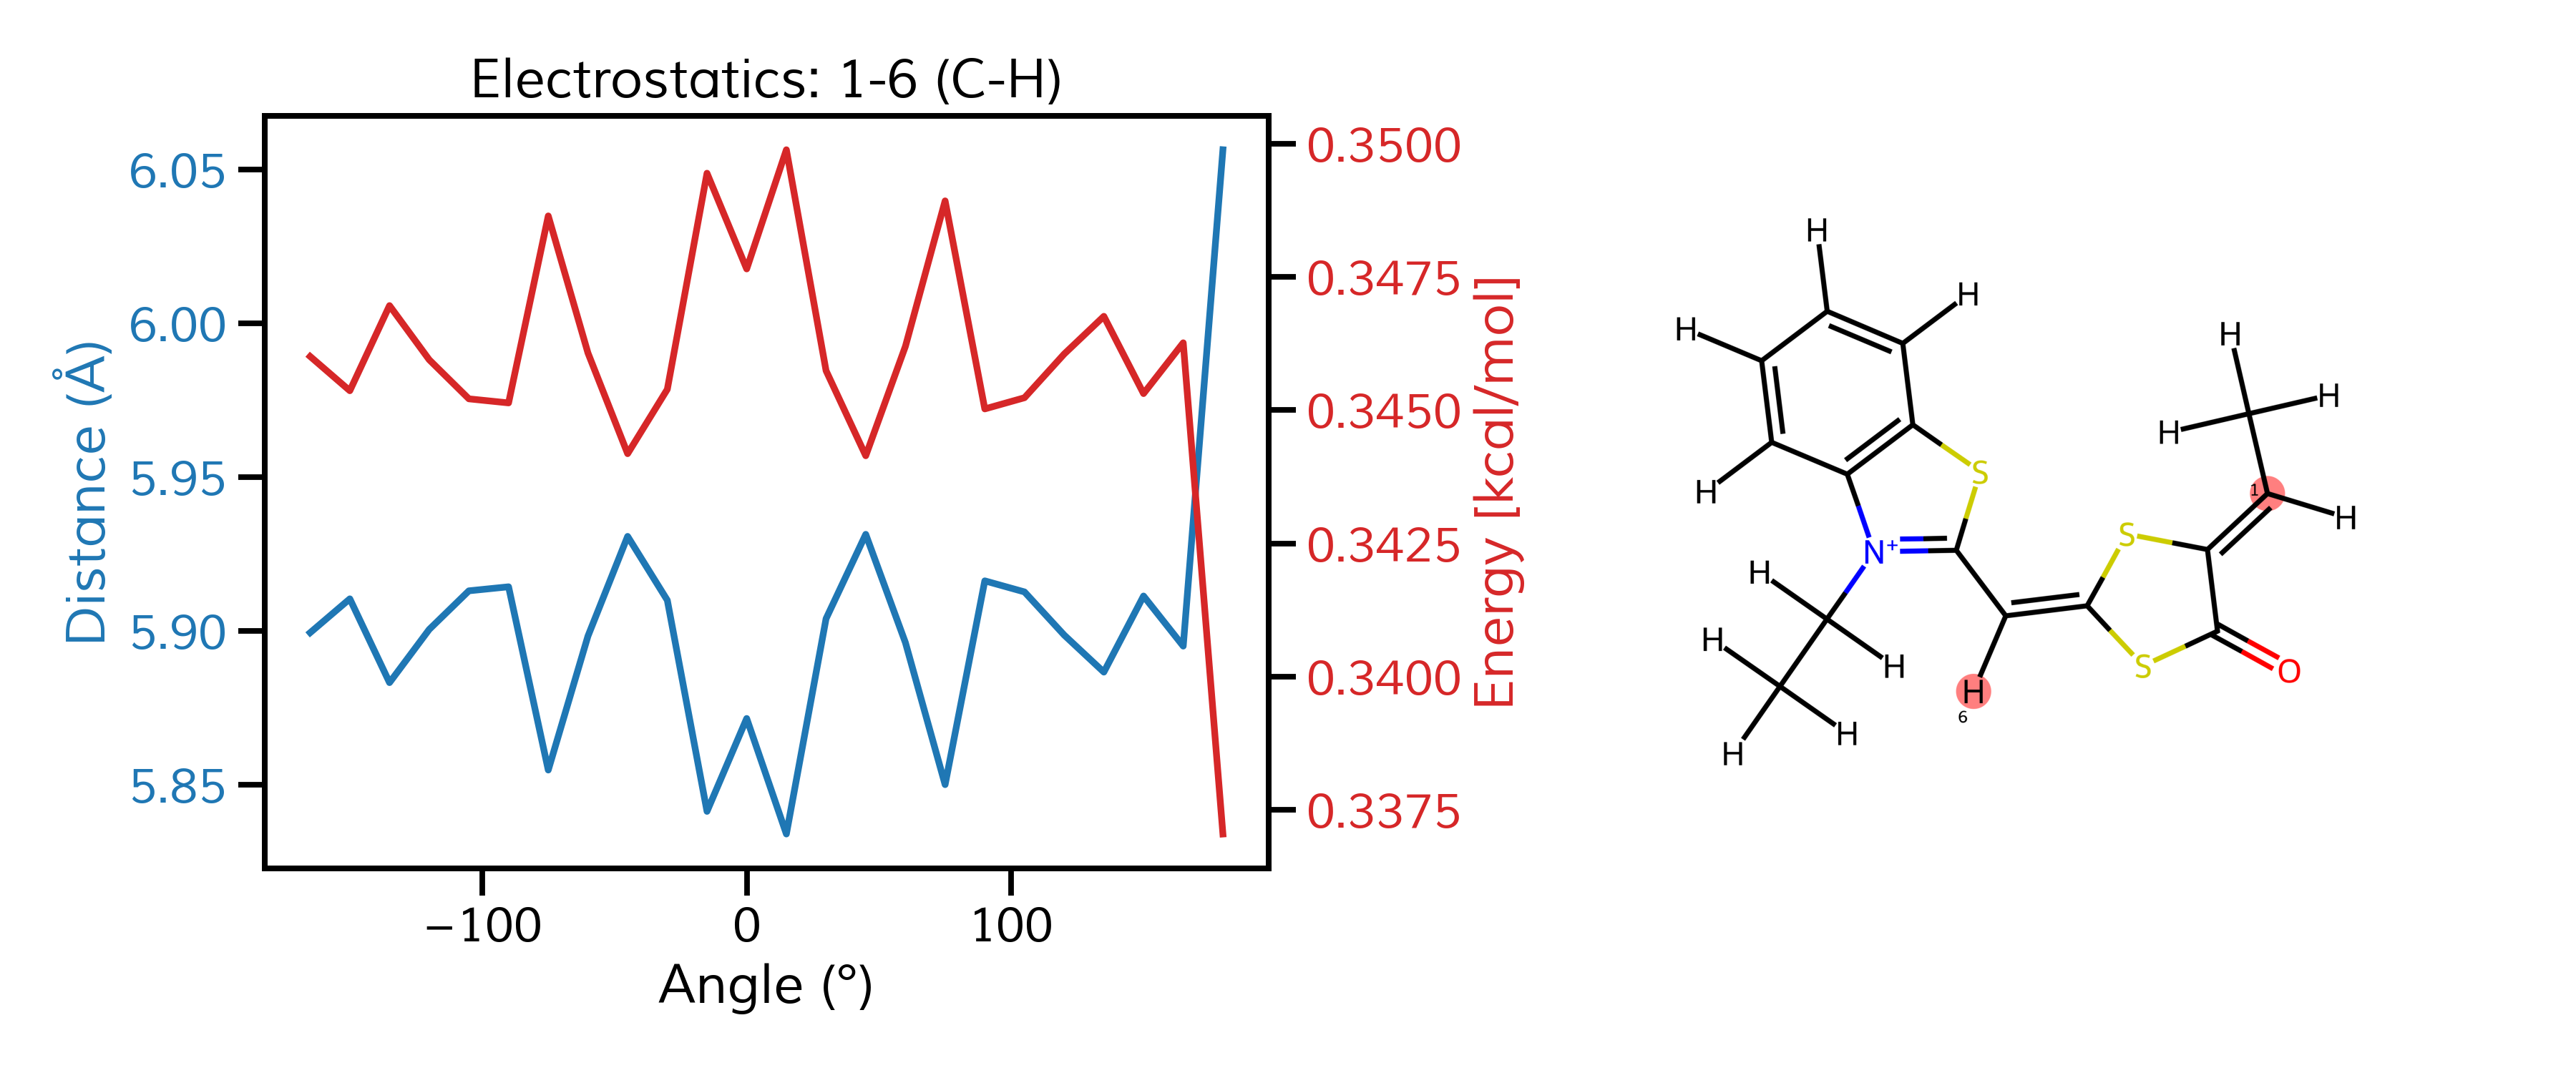 Electrostatics: 1-6 (C-H)
Distance (Å)
6.05
6.00
5.95
5.90
5.85
−100
0
100
Angle (°)
0.3500
0.3475
0.3450
0.3425
0.3400
0.3375
Energy [kcal/mol]
H
H
H
H
H
H
S
1
H
H
S
N+
H
H
H
S
O
H
6
H
H